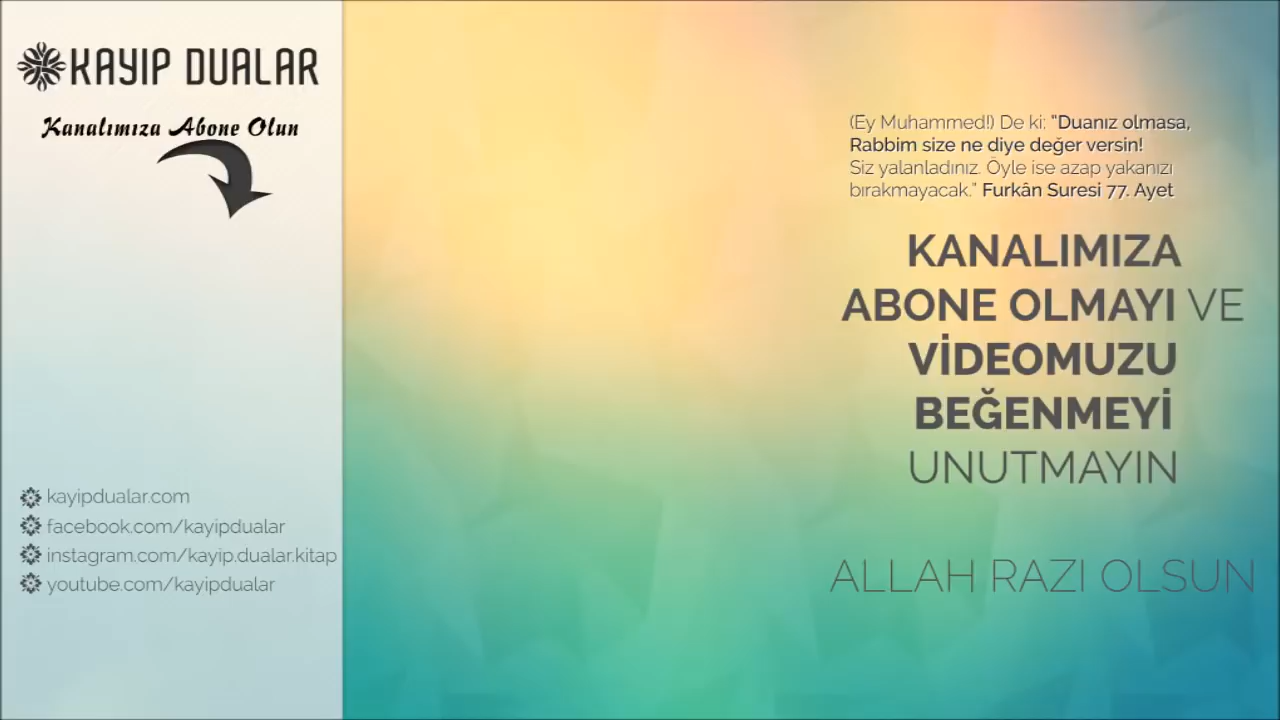 KAYIP DUALAR
Kanalımıza Abone Olun
kayipdualar.com
facebook.com/kayipdualar
instagram.com/kayip.dualar.kitap
youtube.com/kayipdualar
(Ey Muhammed!) De ki: "Duanız olmasa,
Rabbim size ne diye değer versin!
Siz yalanladınız. Öyle ise azap yakanızı
bırakmayacak." Furkân Suresi 77. Ayet
KANALIMIZA
ABONE OLMAYI VE
VİDEOMUZU
BEĞENMEYİ
UNUTMAYIN
ALLAH RAZI OLSUN